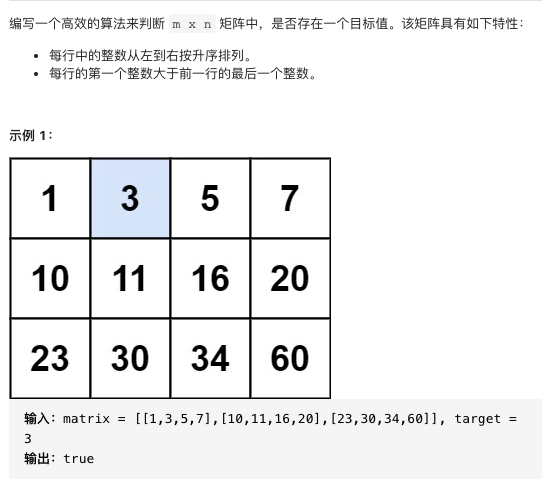 编写一个高效的算法来判断 m x n 矩阵中，是否存在一个目标值。该矩阵具有如下特性：
• 每行中的整数从左到右按升序排列。
• 每行的第一个整数大于前一行的最后一个整数。
示例 1：
1 3 5 7
10 11 16 20
23 30 34 60
输入：matrix = [[1,3,5,7],[10,11,16,20],[23,30,34,60]], target =
3
输出：true